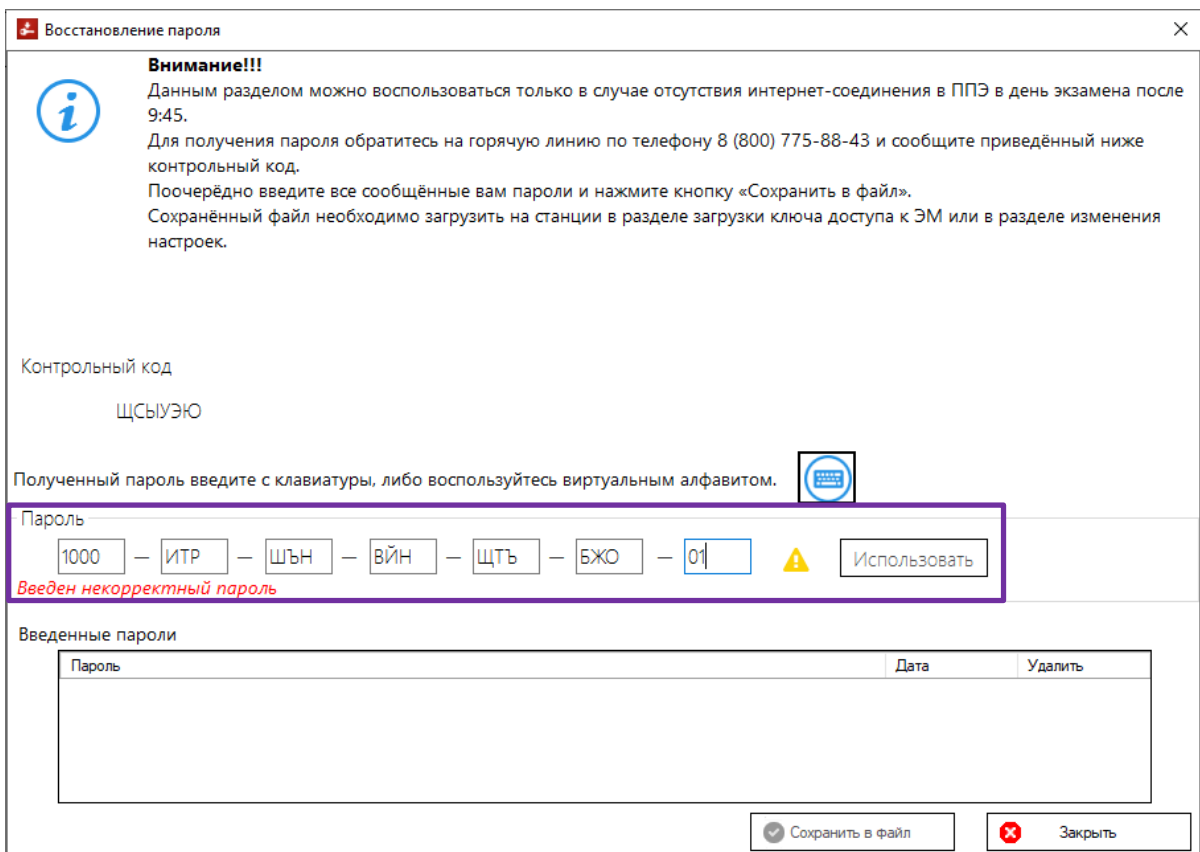 Восстановление пароля
Внимание!!!
Данным разделом можно воспользоваться только в случае отсутствия интернет-соединения в ППЭ в день экзамена после
9:45.
Для получения пароля обратитесь на горячую линию по телефону 8 (800) 775-88-43 и сообщите приведённый ниже
контрольный код.
Поочерёдно введите все сообщённые вам пароли и нажмите кнопку «Сохранить в файл».
Сохранённый файл необходимо загрузить на станции в разделе загрузки ключа доступа к ЭМ или в разделе изменения
настроек.
Контрольный код
ЩСЫУЭЮ
Полученный пароль введите с клавиатуры, либо воспользуйтесь виртуальным алфавитом.
Пароль
1000 — ИТР — ШЪН — ВЙН — ЩТЪ — БЖО — 01 Использовать
Введен некорректный пароль
Введенные пароли
Пароль Дата Удалить
Сохранить в файл Закрыть